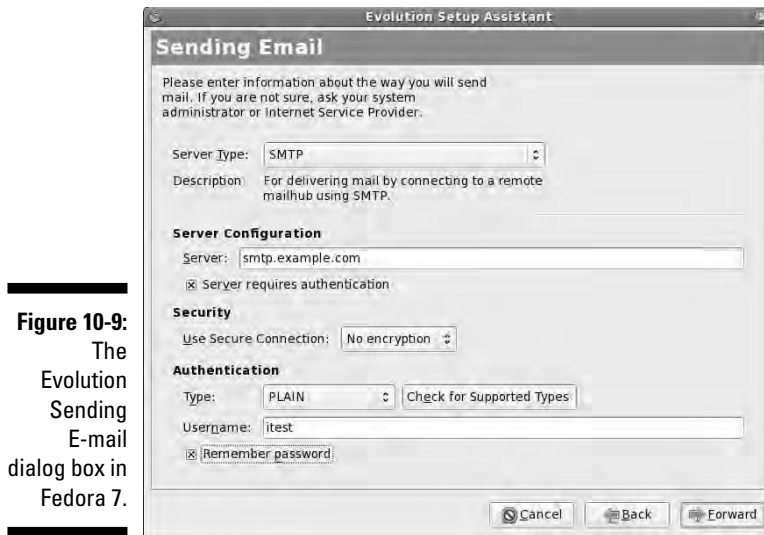 Evolution Setup Assistant
Sending Email
Please enter information about the way you will send
mail. If you are not sure, ask your system
administrator or Internet Service Provider.
Server Type: SMTP
Description: For delivering mail by connecting to a remote
mailhub using SMTP.
Server Configuration
Server: smtp.example.com
Server requires authentication
Security
Use Secure Connection: No encryption
Authentication
Type: PLAIN Check for Supported Types
Username: itest
Remember password
Cancel Back Forward
Figure 10-9:
The
Evolution
Sending
E-mail
dialog box in
Fedora 7.